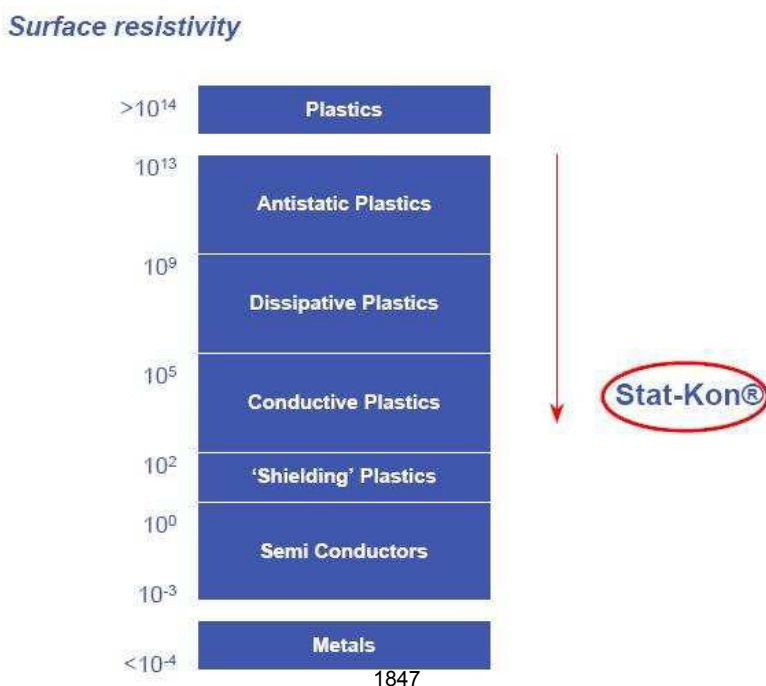 Surface resistivity
>10¹⁴ Plastics
10¹³
Antistatic Plastics
10⁹
Dissipative Plastics
10⁵
Conductive Plastics
Stat-Kon®
10²
‘Shielding’ Plastics
10⁰
Semi Conductors
10⁻³
Metals
<10⁻⁴
1847